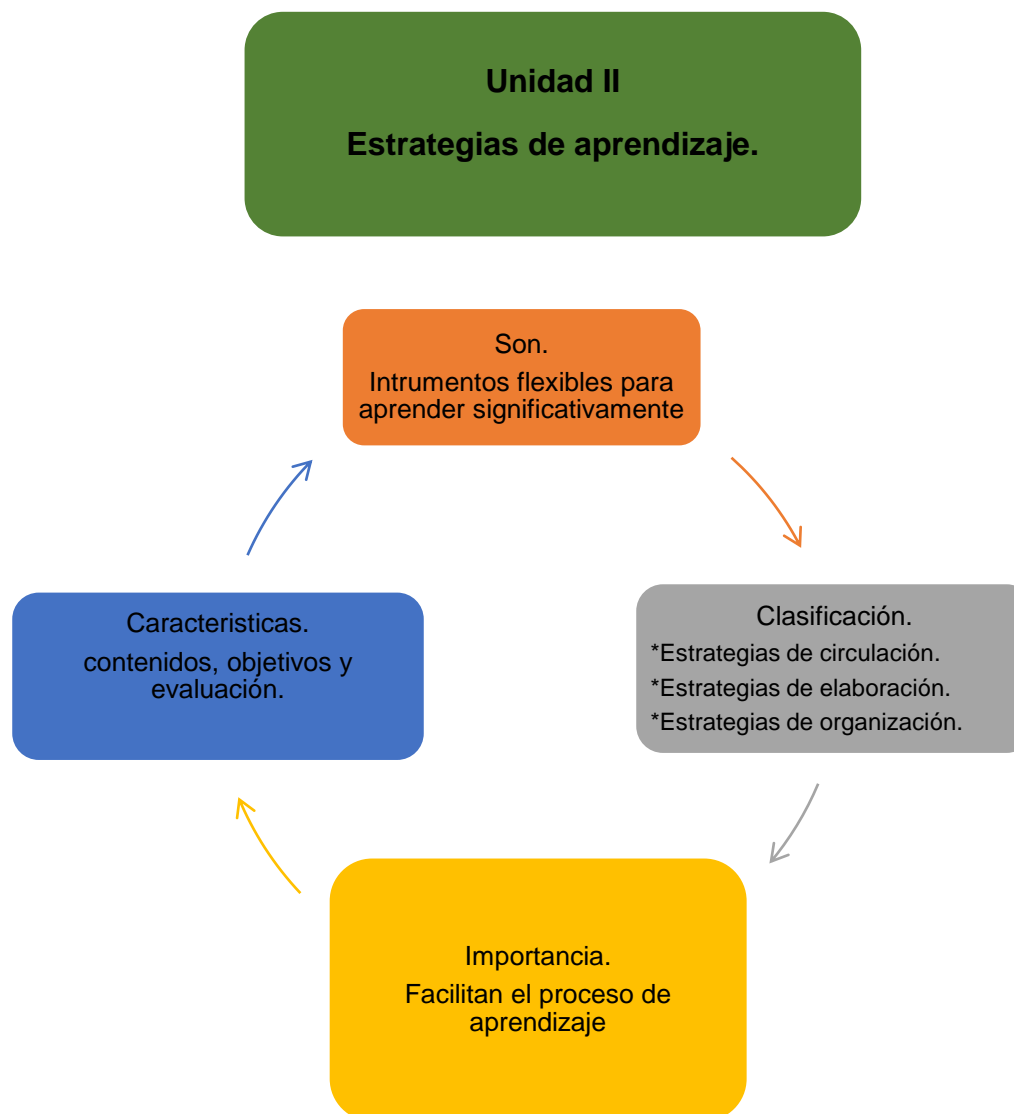 Unidad II
Estrategias de aprendizaje.
Son.
Intrumentos flexibles para
aprender significativamente
Clasificación.
*Estrategias de circulación.
*Estrategias de elaboración.
*Estrategias de organización.
Importancia.
Facilitan el proceso de
aprendizaje
Caracteristicas.
contenidos, objetivos y
evaluación.